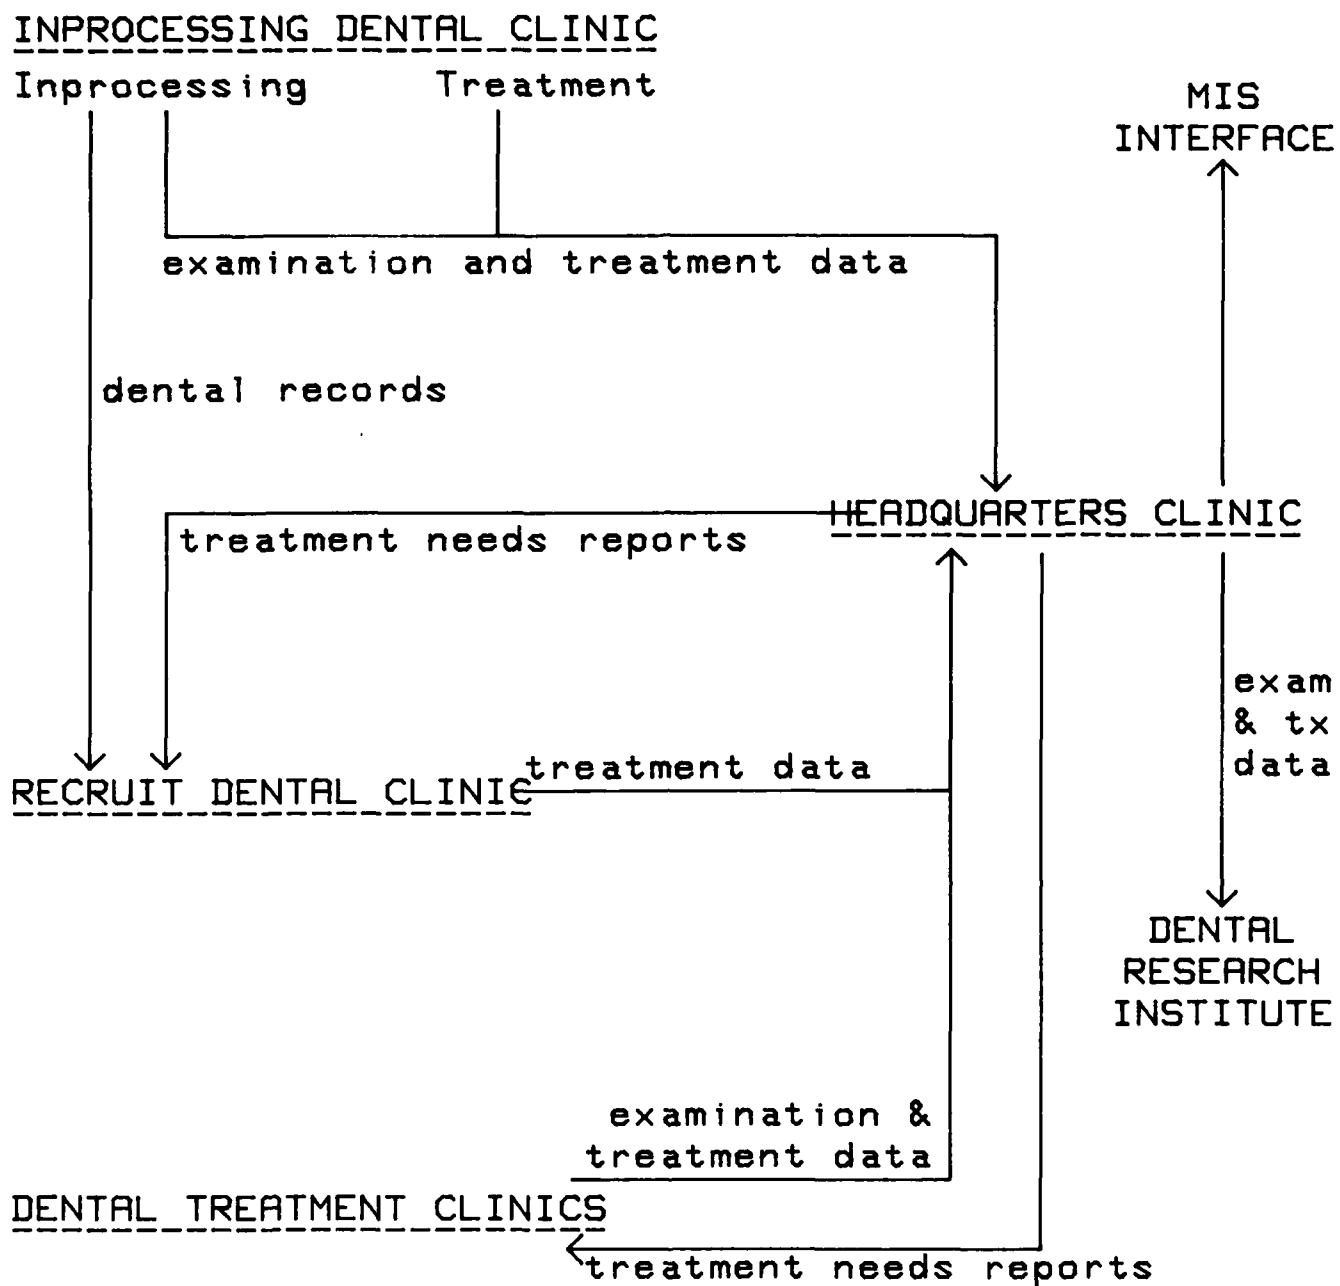 INPROCESSING DENTAL CLINIC
Inprocessing Treatment
MIS
INTERFACE
examination and treatment data
dental records
HEADQUARTERS CLINIC
treatment needs reports
exam
& tx
data
treatment data
RECRUIT DENTAL CLINIC
DENTAL
RESEARCH
INSTITUTE
examination &
treatment data
DENTAL TREATMENT CLINICS
treatment needs reports